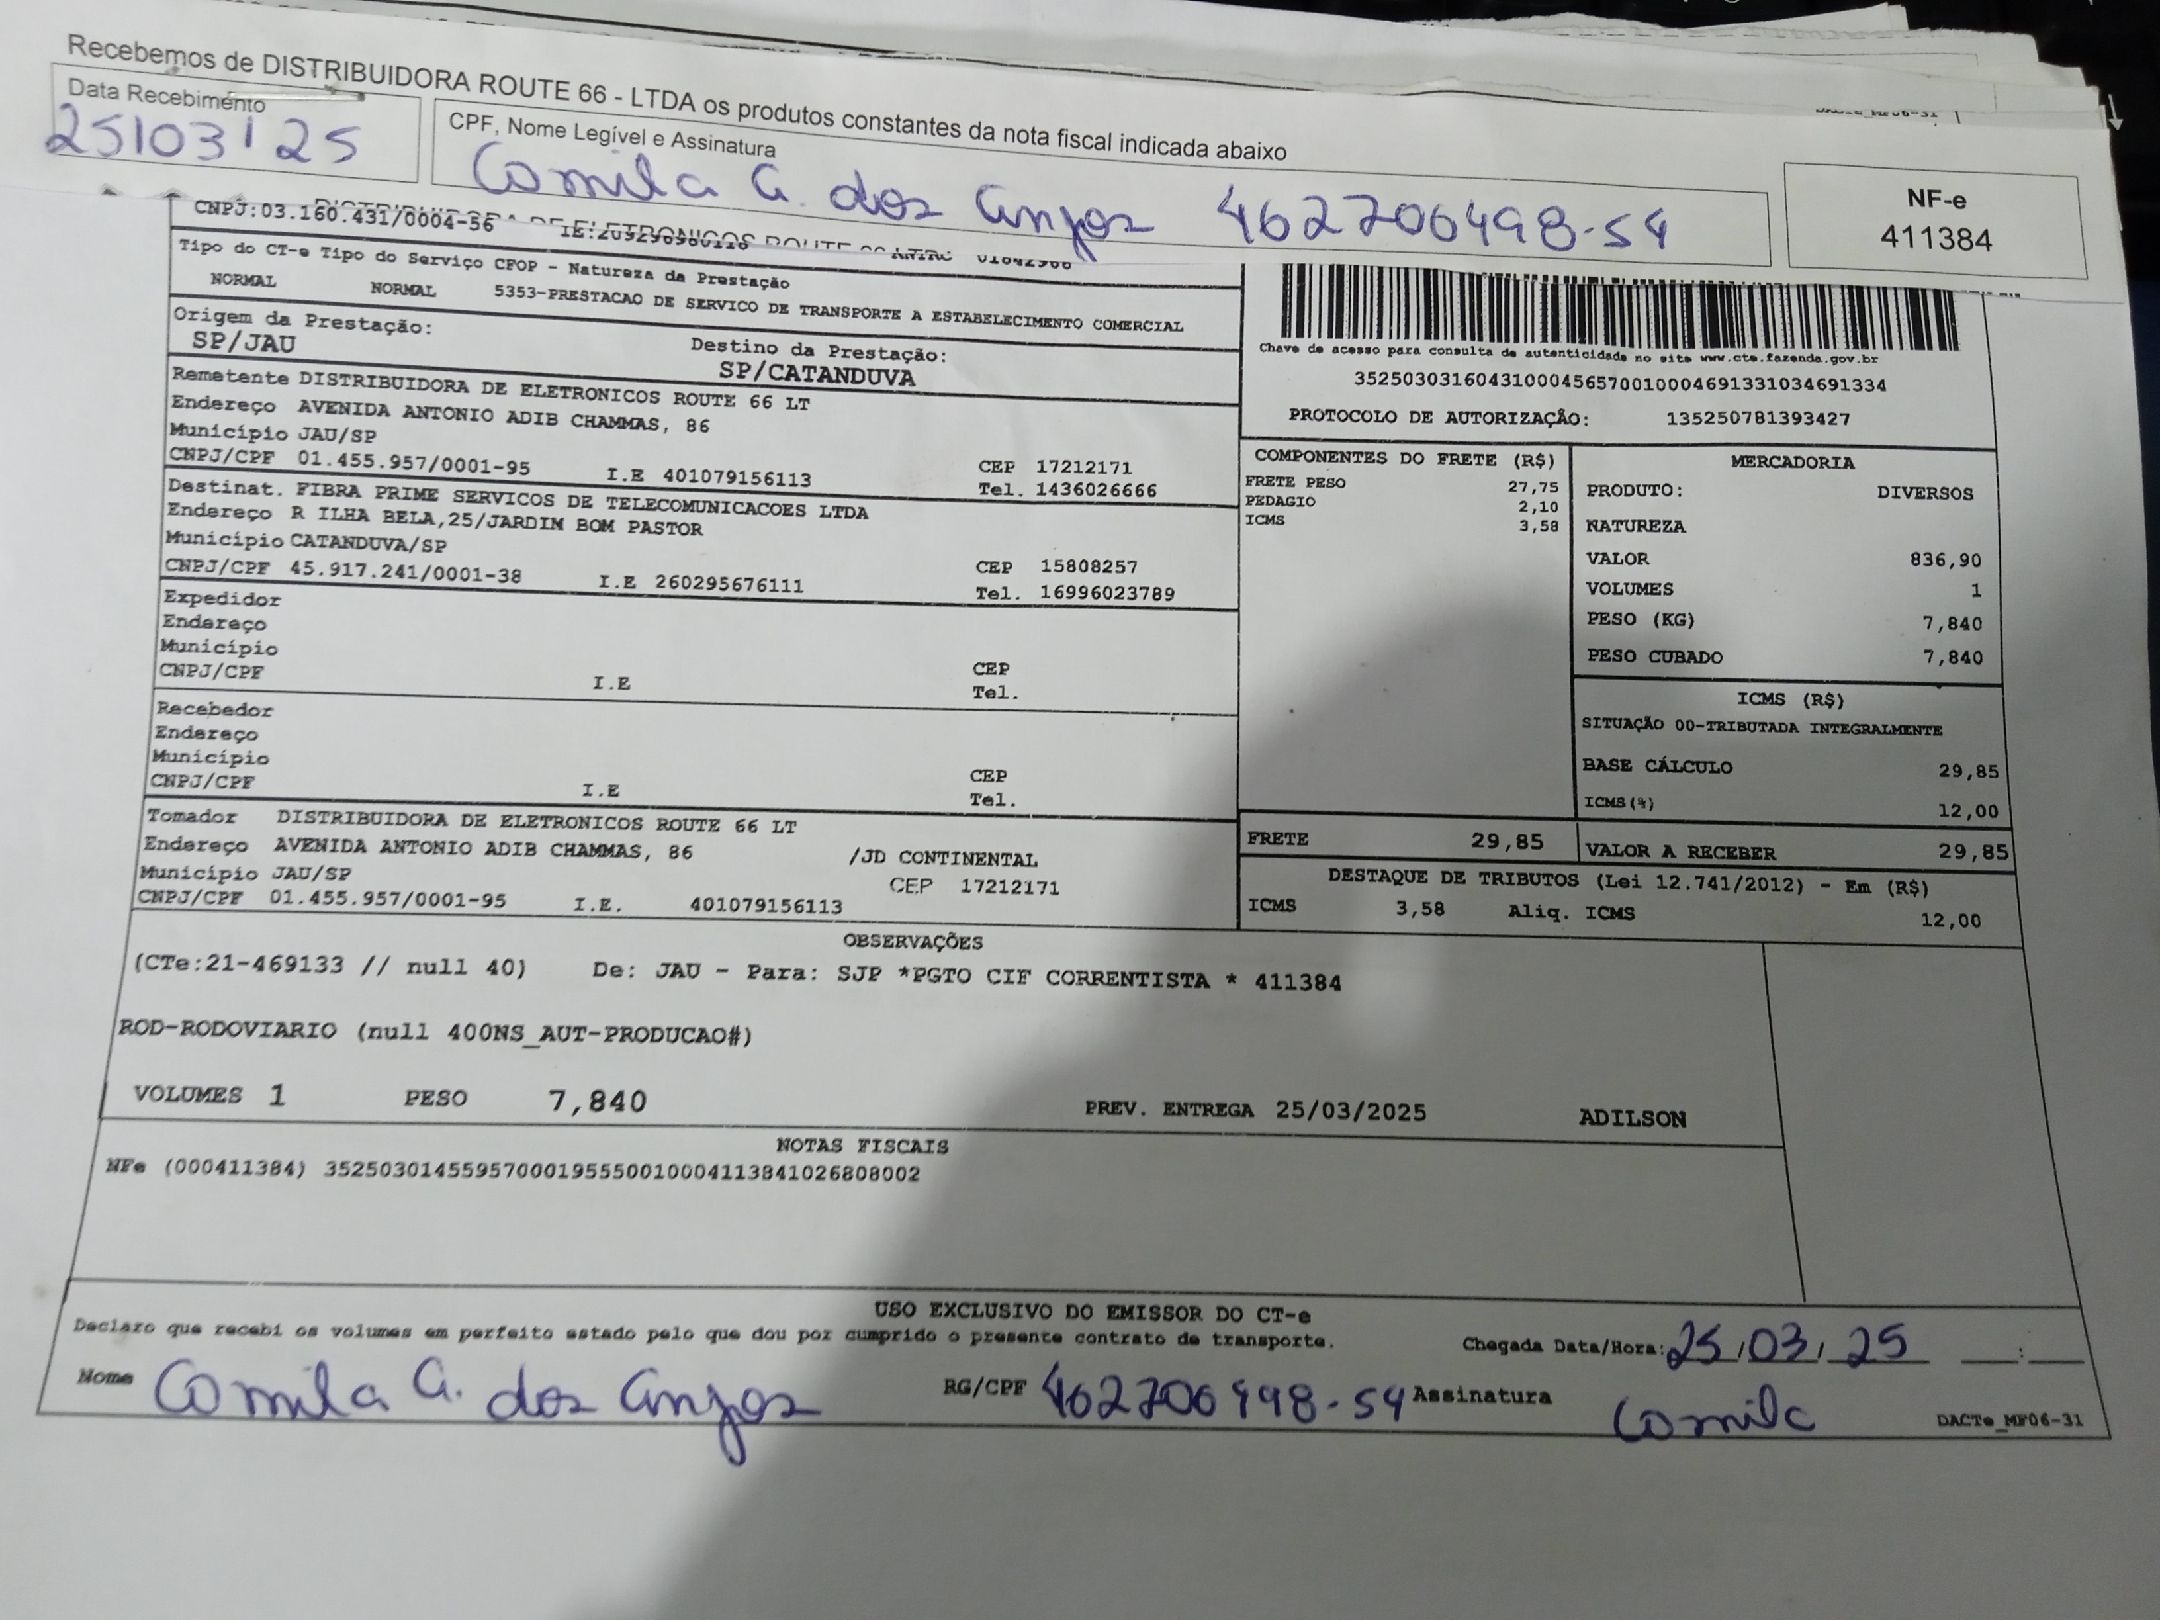 Recebemos de DISTRIBUIDORA ROUTE 66 - LTDA os produtos constantes da nota fiscal indicada abaixo
Data Recebimento
25/03/25
CPF, Nome Legível e Assinatura
Camila A. dos Anjos 462706498-54
NF-e
411384
CNPJ:03.160.431/0004-56
Tipo do CT-e Tipo do Serviço CFOP - Natureza da Prestação
NORMAL NORMAL 5353-PRESTACAO DE SERVICO DE TRANSPORTE A ESTABELECIMENTO COMERCIAL
Origem da Prestação:
SP/JAU
Destino da Prestação:
SP/CATANDUVA
Remetente DISTRIBUIDORA DE ELETRONICOS ROUTE 66 LT
Endereço AVENIDA ANTONIO ADIB CHAMMAS, 86
Município JAU/SP
CEP 17212171
CNPJ/CPF 01.455.957/0001-95 I.E 401079156113 Tel. 1436026666
Destinat. FIBRA PRIME SERVICOS DE TELECOMUNICACOES LTDA
Endereço R ILHA BELA,25/JARDIM BOM PASTOR
Município CATANDUVA/SP CEP 15808257
CNPJ/CPF 45.917.241/0001-38 I.E 260295676111 Tel. 16996023789
Expedidor
Endereço
Município CEP
CNPJ/CPF I.E Tel.
Recebedor
Endereço
Município CEP
CNPJ/CPF I.E Tel.
Tomador DISTRIBUIDORA DE ELETRONICOS ROUTE 66 LT
Endereço AVENIDA ANTONIO ADIB CHAMMAS, 86 /JD CONTINENTAL
Município JAU/SP CEP 17212171
CNPJ/CPF 01.455.957/0001-95 I.E. 401079156113
Chave de acesso para consulta de autenticidade no site www.cte.fazenda.gov.br
35250303160431000456570010004691331034691334
PROTOCOLO DE AUTORIZAÇÃO: 135250781393427
COMPONENTES DO FRETE (R$)
FRETE PESO 27,75
PEDAGIO 2,10
ICMS 3,58
MERCADORIA
PRODUTO: DIVERSOS
NATUREZA
VALOR 836,90
VOLUMES 1
PESO (KG) 7,840
PESO CUBADO 7,840
ICMS (R$)
SITUAÇÃO 00-TRIBUTADA INTEGRALMENTE
BASE CÁLCULO 29,85
ICMS(%) 12,00
FRETE 29,85
VALOR A RECEBER 29,85
DESTAQUE DE TRIBUTOS (Lei 12.741/2012) - Em (R$)
ICMS 3,58 Aliq. ICMS 12,00
OBSERVAÇÕES
(CTe:21-469133 // null 40) De: JAU - Para: SJP *PGTO CIF CORRENTISTA * 411384
ROD-RODOVIARIO (null 400NS_AUT-PRODUCAO#)
VOLUMES 1 PESO 7,840 PREV. ENTREGA 25/03/2025 ADILSON
NOTAS FISCAIS
NFe (000411384) 35250301455957000195550010004113841026808002
USO EXCLUSIVO DO EMISSOR DO CT-e
Declaro que recebi os volumes em perfeito estado pelo que dou por cumprido o presente contrato de transporte.
Chegada Data/Hora: 25/03/25 __:__
Nome Camila A. dos Anjos RG/CPF 462706498-54 Assinatura Camila
DACTe_MF06-31